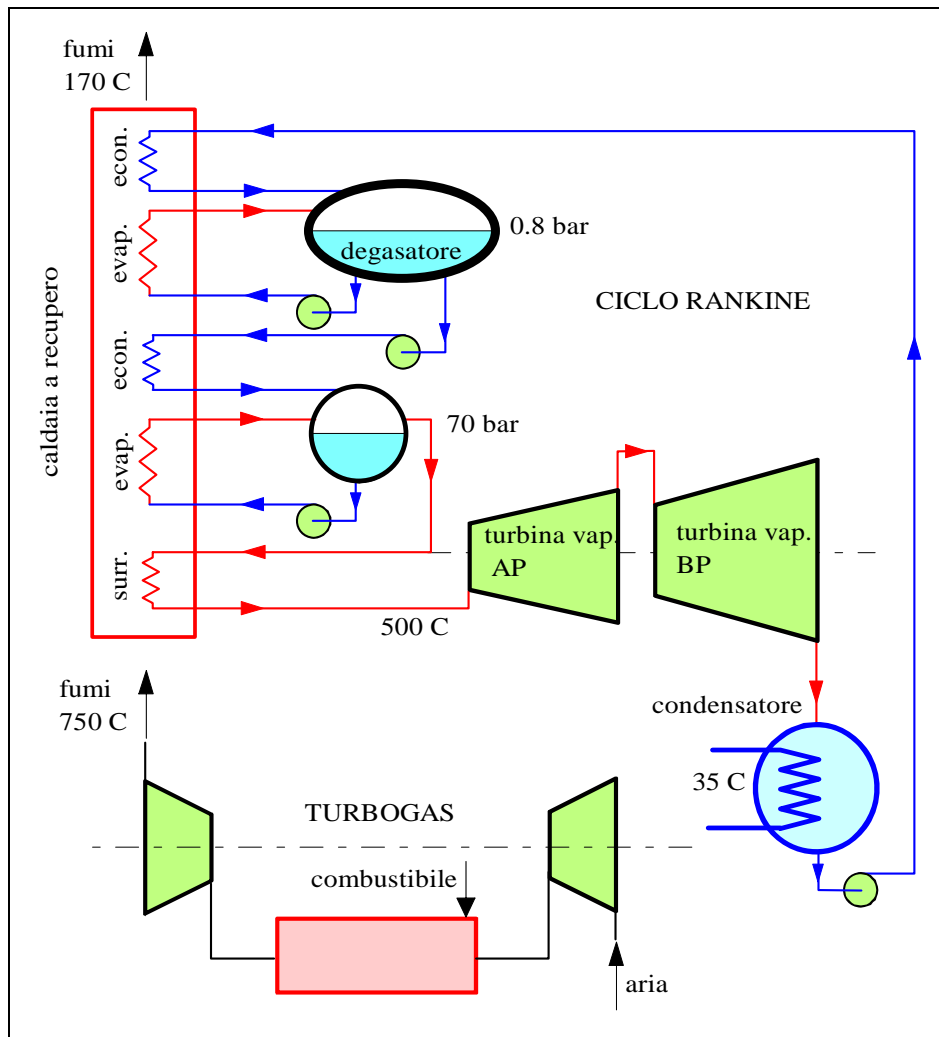 fumi
170 C
econ.
evap.
econ.
evap.
surr.
caldaia a recupero
degasatore
0.8 bar
CICLO RANKINE
70 bar
turbina vap.
AP
turbina vap.
BP
500 C
fumi
750 C
condensatore
35 C
TURBOGAS
combustibile
aria